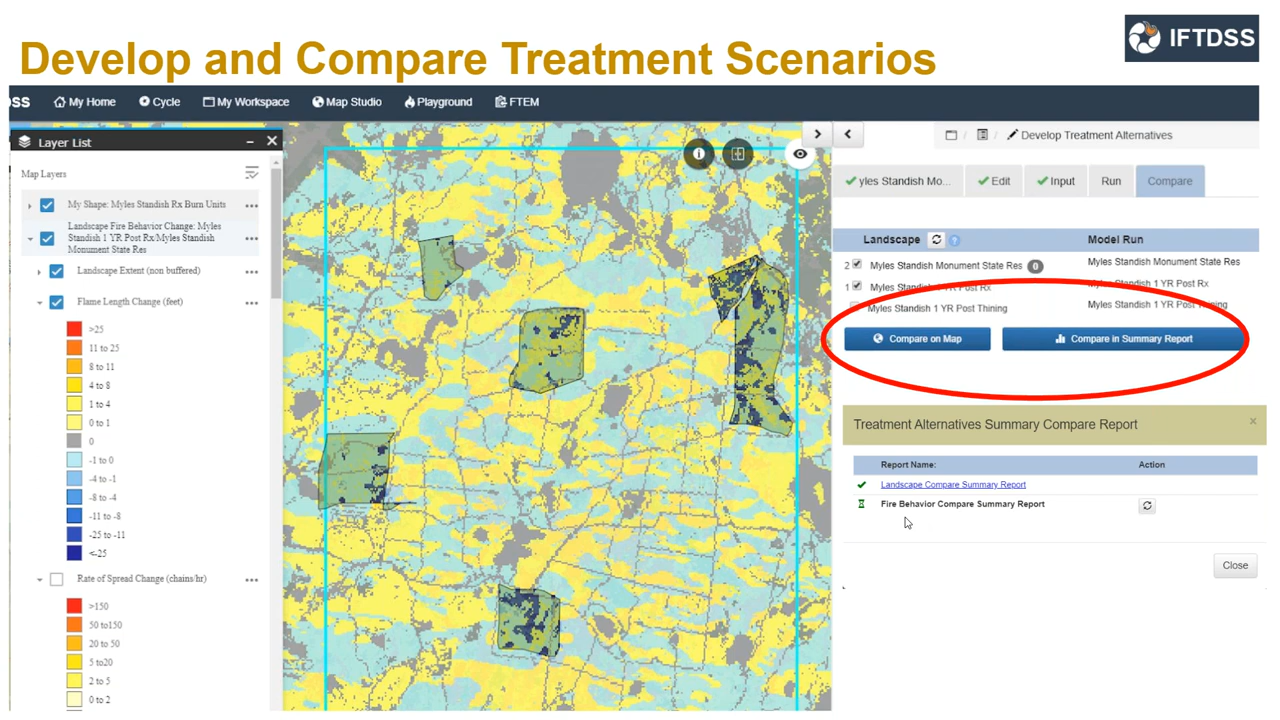 Develop and Compare Treatment Scenarios
IFTDSS
My Home
Cycle
My Workspace
Map Studio
Playground
FTEM
Layer List
Map Layers
My Shape: Myles Standish Rx Burn Units
Landscape Fire Behavior Change: Myles
Standish 1 YR Post Rx/Myles Standish
Monument State Res
Landscape Extent (non buffered)
Flame Length Change (feet)
>25
11 to 25
8 to 11
4 to 8
1 to 4
0 to 1
0
-1 to 0
-4 to -1
-8 to -4
-11 to -8
-25 to -11
<-25
Rate of Spread Change (chains/hr)
>150
50 to150
20 to 50
5 to20
2 to 5
0 to 2
Develop Treatment Alternatives
yles Standish Mo...
Edit
Input
Run
Compare
Landscape
Model Run
2 Myles Standish Monument State Res 0
Myles Standish Monument State Res
1 Myles Standish 1 YR Post Rx
Myles Standish 1 YR Post Rx
Myles Standish 1 YR Post Thining
Myles Standish 1 YR Post Thining
Compare on Map
Compare in Summary Report
Treatment Alternatives Summary Compare Report
Report Name:
Action
Landscape Compare Summary Report
Fire Behavior Compare Summary Report
Close